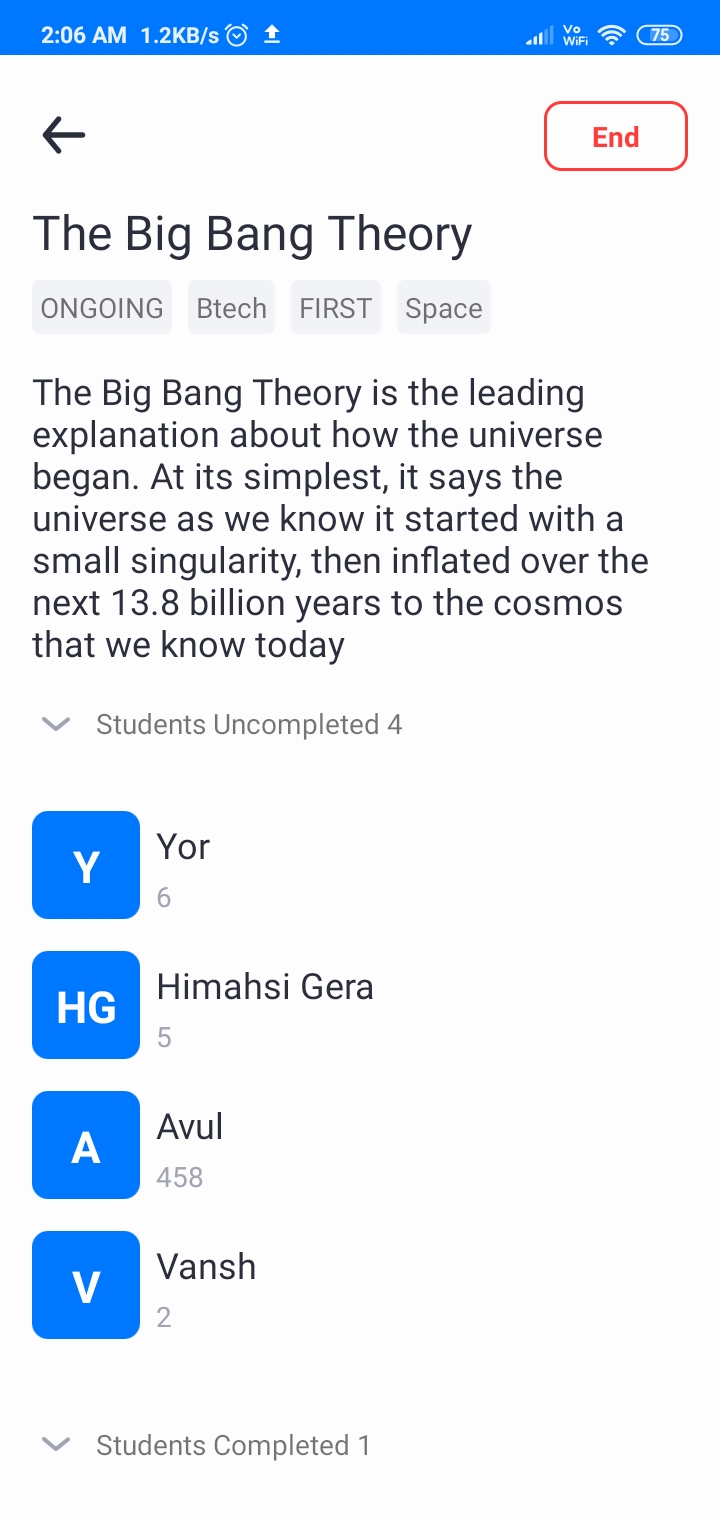 2:06 AM 1.2KB/s Vo WiFi 75
End
The Big Bang Theory
ONGOING Btech FIRST Space
The Big Bang Theory is the leading
explanation about how the universe
began. At its simplest, it says the
universe as we know it started with a
small singularity, then inflated over the
next 13.8 billion years to the cosmos
that we know today
Students Uncompleted 4
Y Yor
6
HG Himahsi Gera
5
A Avul
458
V Vansh
2
Students Completed 1